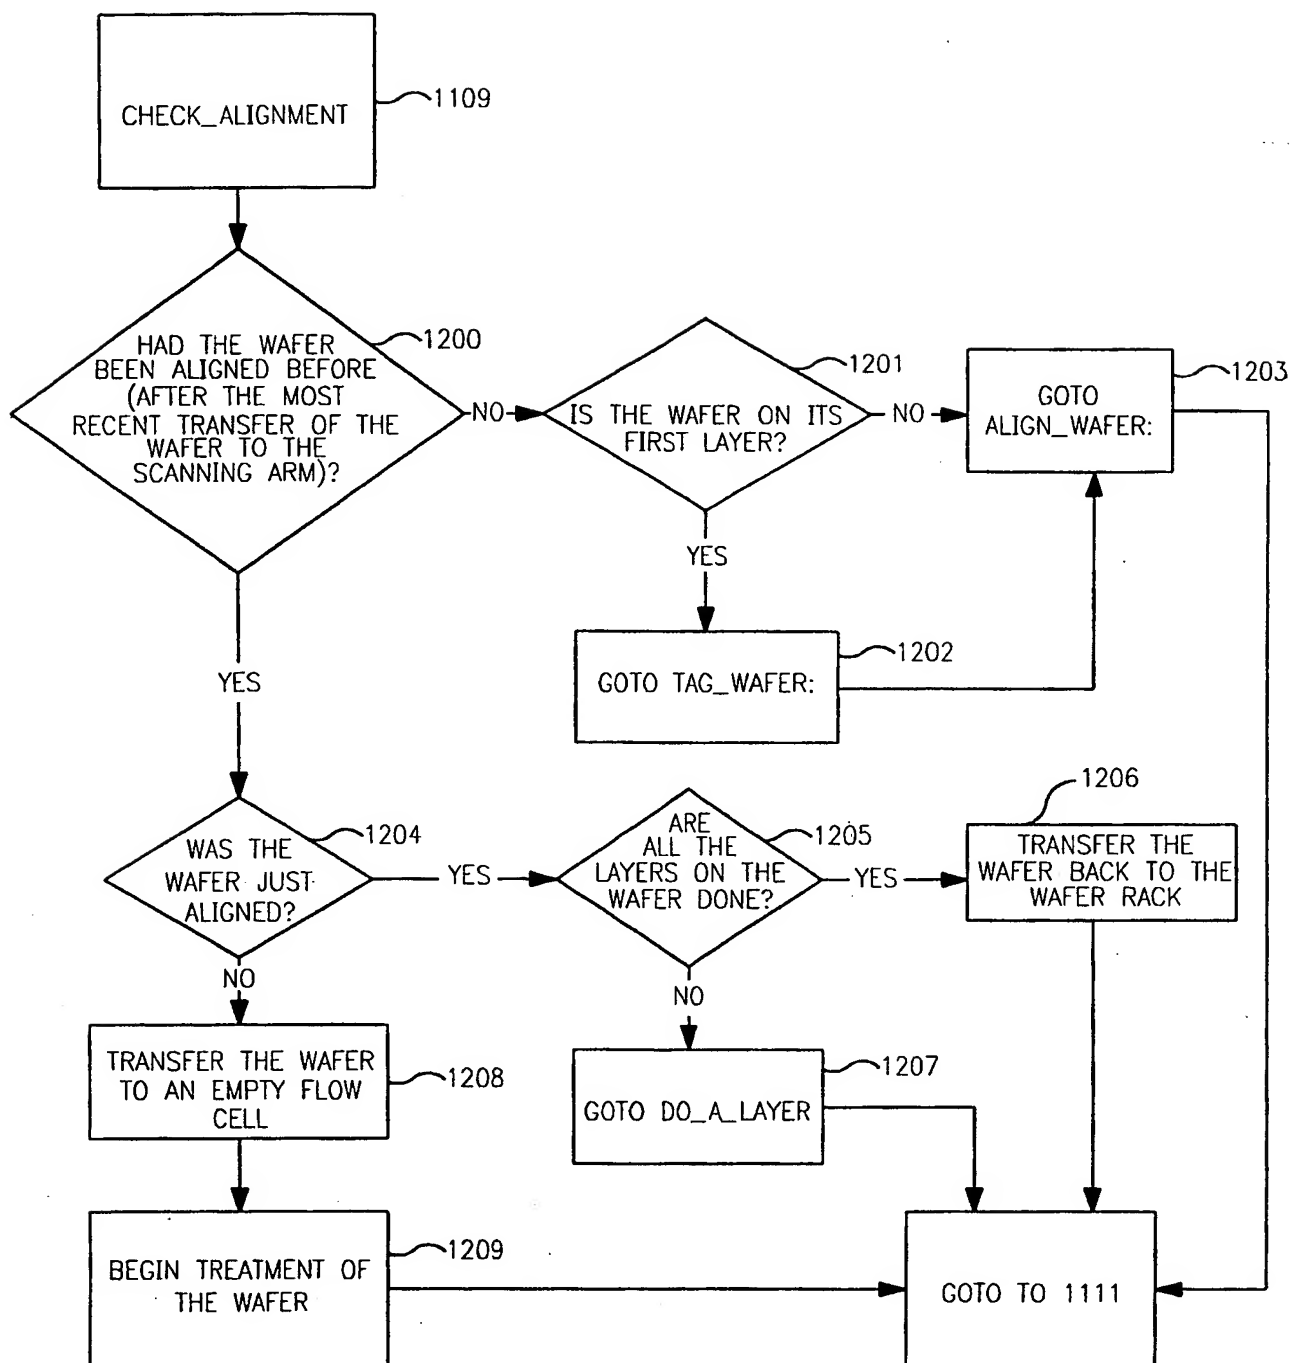 CHECK_ALIGNMENT
1109
HAD THE WAFER
BEEN ALIGNED BEFORE
(AFTER THE MOST
RECENT TRANSFER OF THE
WAFER TO THE
SCANNING ARM)?
1200
NO
IS THE WAFER ON ITS
FIRST LAYER?
1201
NO
GOTO
ALIGN_WAFER:
1203
YES
GOTO TAG_WAFER:
1202
YES
WAS THE
WAFER JUST
ALIGNED?
1204
YES
ARE
ALL THE
LAYERS ON THE
WAFER DONE?
1205
YES
TRANSFER THE
WAFER BACK TO THE
WAFER RACK
1206
NO
NO
TRANSFER THE WAFER
TO AN EMPTY FLOW
CELL
1208
GOTO DO_A_LAYER
1207
BEGIN TREATMENT OF
THE WAFER
1209
GOTO TO 1111